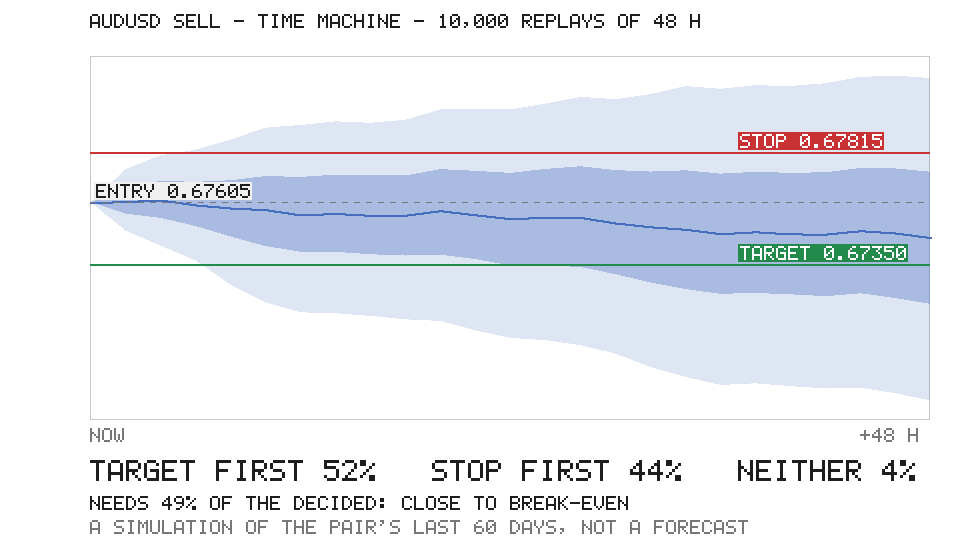 AUDUSD SELL - TIME MACHINE - 10,000 REPLAYS OF 48 H
STOP 0.67815
ENTRY 0.67605
TARGET 0.67350
NOW +48 H
TARGET FIRST 52% STOP FIRST 44% NEITHER 4%
NEEDS 49% OF THE DECIDED: CLOSE TO BREAK-EVEN
A SIMULATION OF THE PAIR'S LAST 60 DAYS, NOT A FORECAST